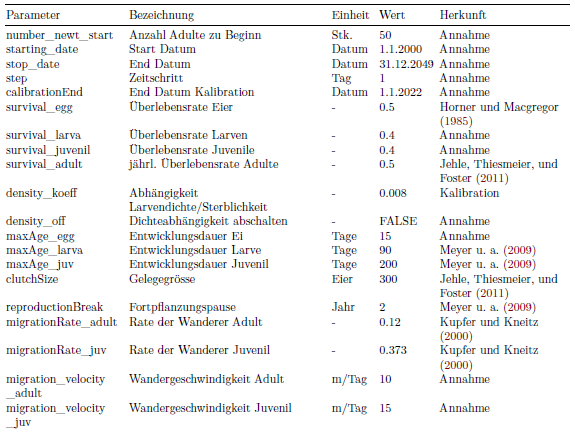 Parameter Bezeichnung Einheit Wert Herkunft
number_newt_start Anzahl Adulte zu Beginn Stk. 50 Annahme
starting_date Start Datum Datum 1.1.2000 Annahme
stop_date End Datum Datum 31.12.2049 Annahme
step Zeitschritt Tag 1 Annahme
calibrationEnd End Datum Kalibration Datum 1.1.2022 Annahme
survival_egg Überlebensrate Eier - 0.5 Horner und Macgregor
(1985)
survival_larva Überlebensrate Larven - 0.4 Annahme
survival_juvenil Überlebensrate Juvenile - 0.4 Annahme
survival_adult jährl. Überlebensrate Adulte - 0.5 Jehle, Thiesmeier, und
Foster (2011)
density_koeff Abhängigkeit - 0.008 Kalibration
Larvendichte/Sterblichkeit
density_off Dichteabhängigkeit abschalten - FALSE Annahme
maxAge_egg Entwicklungsdauer Ei Tage 15 Annahme
maxAge_larva Entwicklungsdauer Larve Tage 90 Meyer u. a. (2009)
maxAge_juv Entwicklungsdauer Juvenil Tage 200 Meyer u. a. (2009)
clutchSize Gelegegrösse Eier 300 Jehle, Thiesmeier, und
Foster (2011)
reproductionBreak Fortpflanzungspause Jahr 2 Meyer u. a. (2009)
migrationRate_adult Rate der Wanderer Adult - 0.12 Kupfer und Kneitz
(2000)
migrationRate_juv Rate der Wanderer Juvenil - 0.373 Kupfer und Kneitz
(2000)
migration_velocity Wandergeschwindigkeit Adult m/Tag 10 Annahme
_adult
migration_velocity Wandergeschwindigkeit Juvenil m/Tag 15 Annahme
_juv